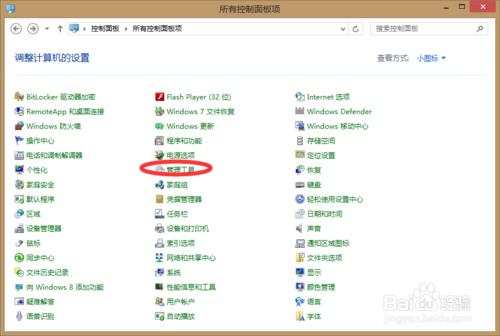 所有控制面板项
控制面板 ▸ 所有控制面板项
搜索控制面板
调整计算机的设置
查看方式: 小图标
BitLocker 驱动器加密 Flash Player (32 位) Internet 选项
RemoteApp 和桌面连接 Windows 7 文件恢复 Windows Defender
Windows 防火墙 Windows 更新 Windows 移动中心
操作中心 程序和功能 存储空间
电话和调制解调器 电源选项 定位设置
个性化 管理工具 恢复
家庭安全 家庭组 键盘
默认程序 凭据管理器 轻松使用设置中心
区域 任务栏 日期和时间
设备管理器 设备和打印机 声音
鼠标 索引选项 通知区域图标
同步中心 网络和共享中心 文件夹选项
文件历史记录 系统 显示
向 Windows 8 添加功能 性能信息和工具 颜色管理
疑难解答 用户帐户 语言
语音识别 自动播放 字体
Baidu 经验
jingyan.baidu.com